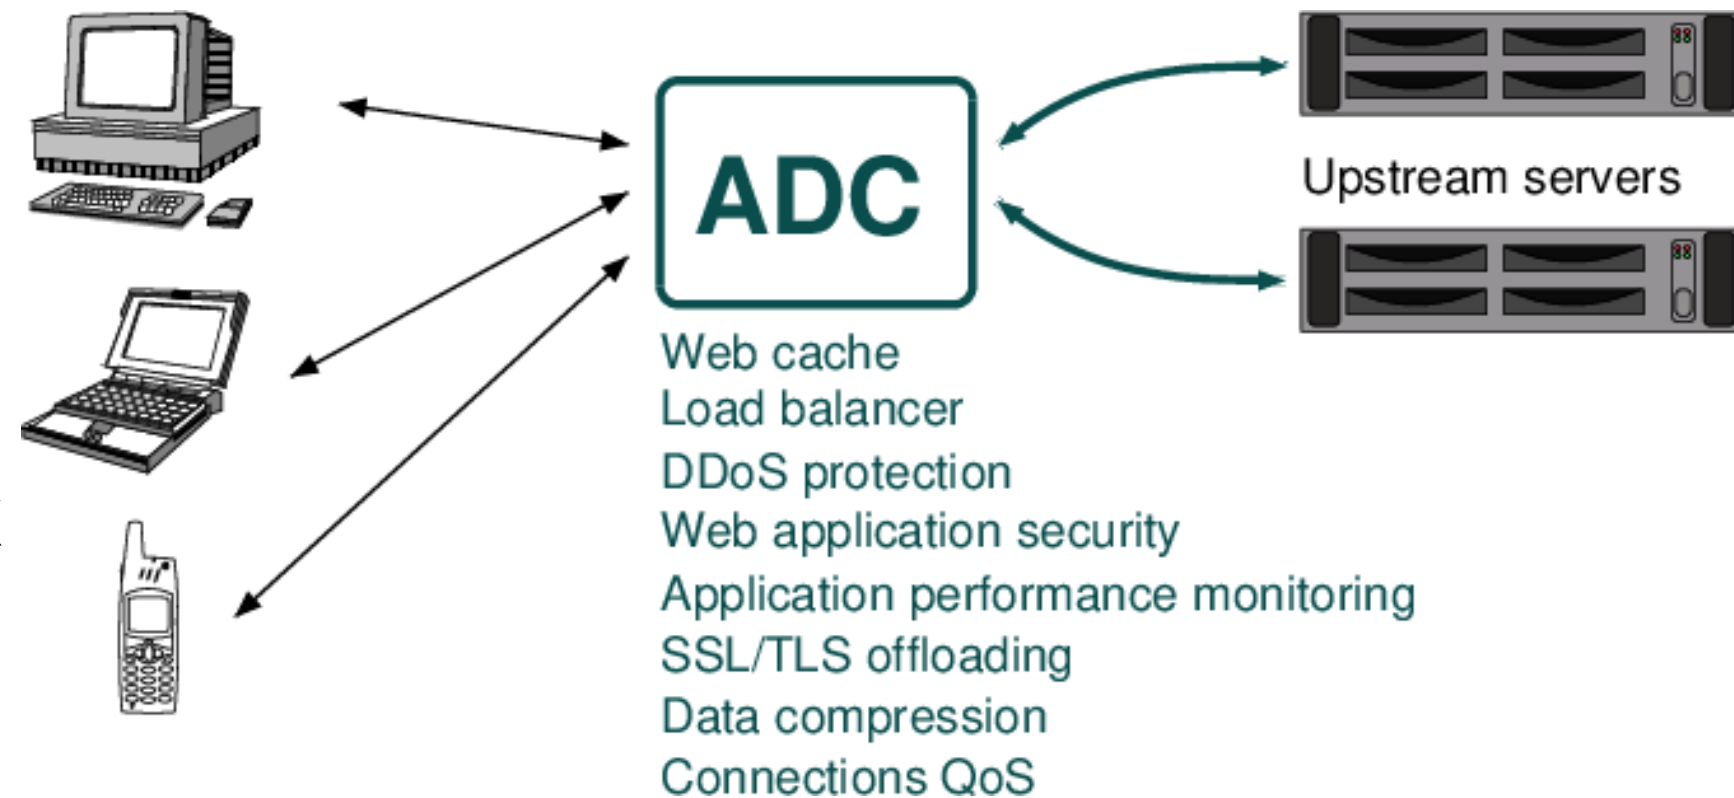 ADC
Upstream servers
Web cache
Load balancer
DDoS protection
Web application security
Application performance monitoring
SSL/TLS offloading
Data compression
Connections QoS